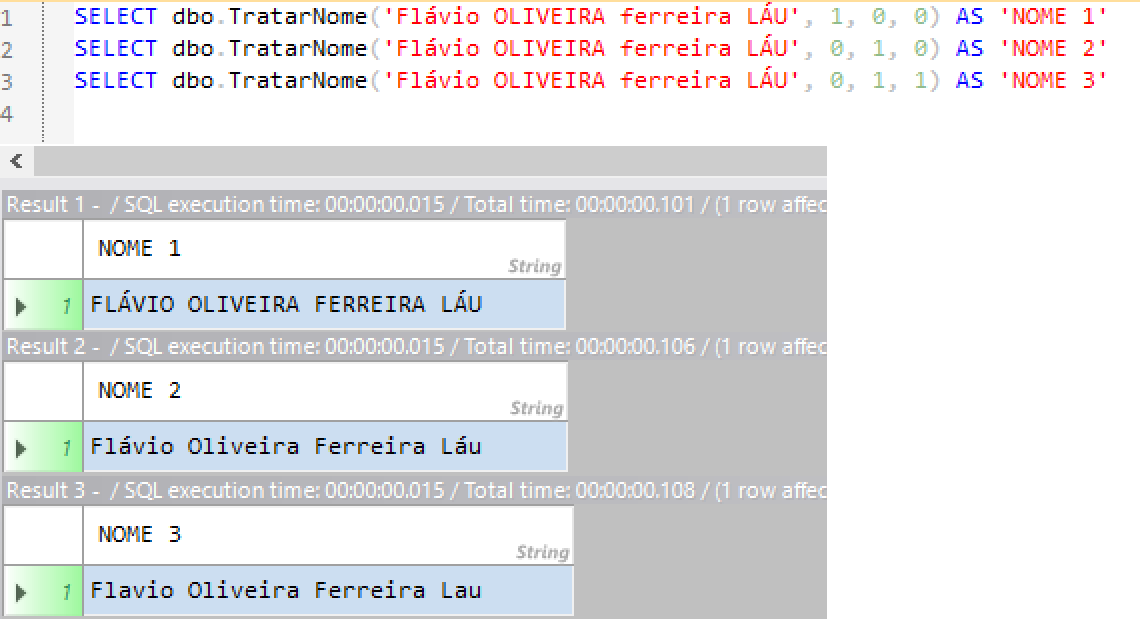 1 SELECT dbo.TratarNome('Flávio OLIVEIRA ferreira LÁU', 1, 0, 0) AS 'NOME 1'
2 SELECT dbo.TratarNome('Flávio OLIVEIRA ferreira LÁU', 0, 1, 0) AS 'NOME 2'
3 SELECT dbo.TratarNome('Flávio OLIVEIRA ferreira LÁU', 0, 1, 1) AS 'NOME 3'
4
Result 1 - / SQL execution time: 00:00:00.015 / Total time: 00:00:00.101 / (1 row affec
NOME 1
String
1 FLÁVIO OLIVEIRA FERREIRA LÁU
Result 2 - / SQL execution time: 00:00:00.015 / Total time: 00:00:00.106 / (1 row affec
NOME 2
String
1 Flávio Oliveira Ferreira Láu
Result 3 - / SQL execution time: 00:00:00.015 / Total time: 00:00:00.108 / (1 row affec
NOME 3
String
1 Flavio Oliveira Ferreira Lau